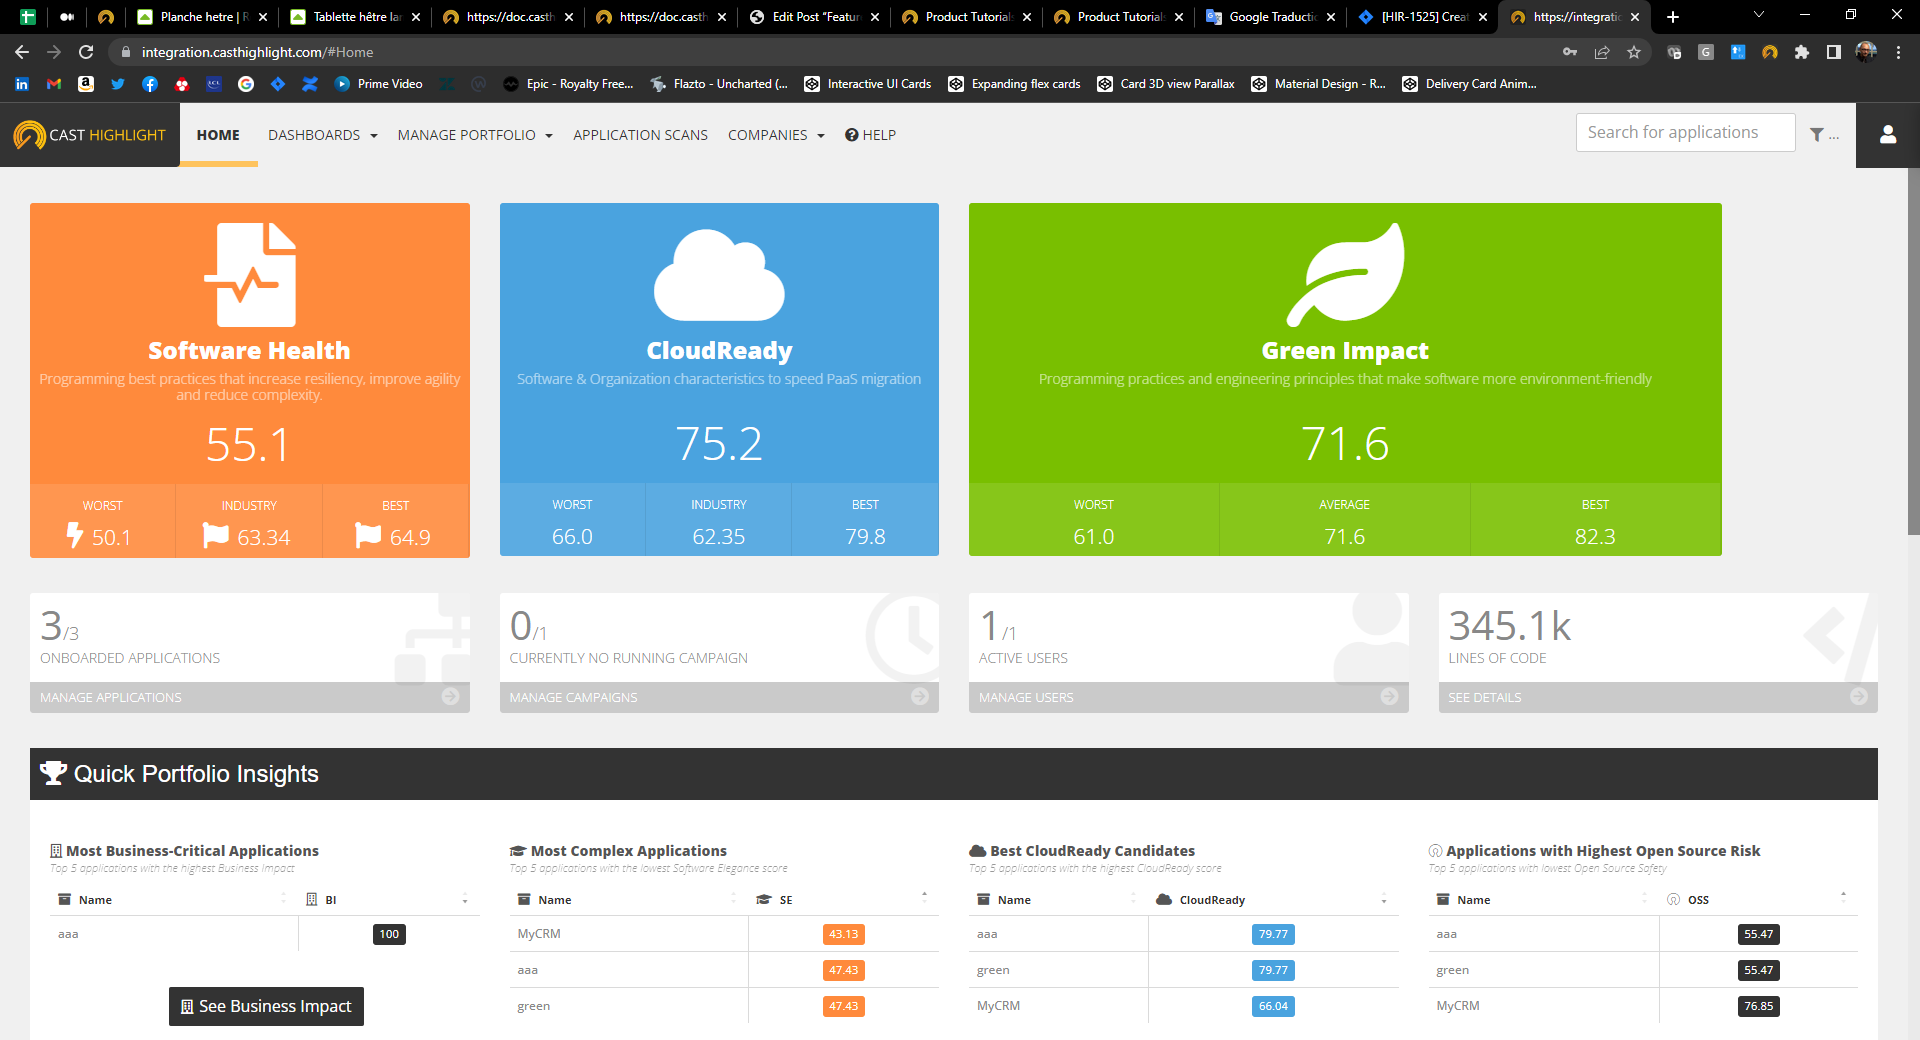 Planche hetre | R
Tablette hêtre la
https://doc.casth
https://doc.casth
Edit Post “Featur
Product Tutorials
Product Tutorials
Google Traducti
[HIR-1525] Crea
https://integratio
integration.casthighlight.com/#Home
Prime Video
Epic - Royalty Free...
Flazto - Uncharted (...
Interactive UI Cards
Expanding flex cards
Card 3D view Parallax
Material Design - R...
Delivery Card Anim...
CAST HIGHLIGHT
HOME
DASHBOARDS
MANAGE PORTFOLIO
APPLICATION SCANS
COMPANIES
HELP
Search for applications
...
Software Health
Programming best practices that increase resiliency, improve agility
and reduce complexity.
55.1
WORST
INDUSTRY
BEST
50.1
63.34
64.9
CloudReady
Software & Organization characteristics to speed PaaS migration
75.2
WORST
INDUSTRY
BEST
66.0
62.35
79.8
Green Impact
Programming practices and engineering principles that make software more environment-friendly
71.6
WORST
AVERAGE
BEST
61.0
71.6
82.3
3/3
ONBOARDED APPLICATIONS
MANAGE APPLICATIONS
0/1
CURRENTLY NO RUNNING CAMPAIGN
MANAGE CAMPAIGNS
1/1
ACTIVE USERS
MANAGE USERS
345.1k
LINES OF CODE
SEE DETAILS
Quick Portfolio Insights
Most Business-Critical Applications
Top 5 applications with the highest Business Impact
Name BI
aaa 100
See Business Impact
Most Complex Applications
Top 5 applications with the lowest Software Elegance score
Name SE
MyCRM 43.13
aaa 47.43
green 47.43
Best CloudReady Candidates
Top 5 applications with the highest CloudReady score
Name CloudReady
aaa 79.77
green 79.77
MyCRM 66.04
Applications with Highest Open Source Risk
Top 5 applications with lowest Open Source Safety
Name OSS
aaa 55.47
green 55.47
MyCRM 76.85